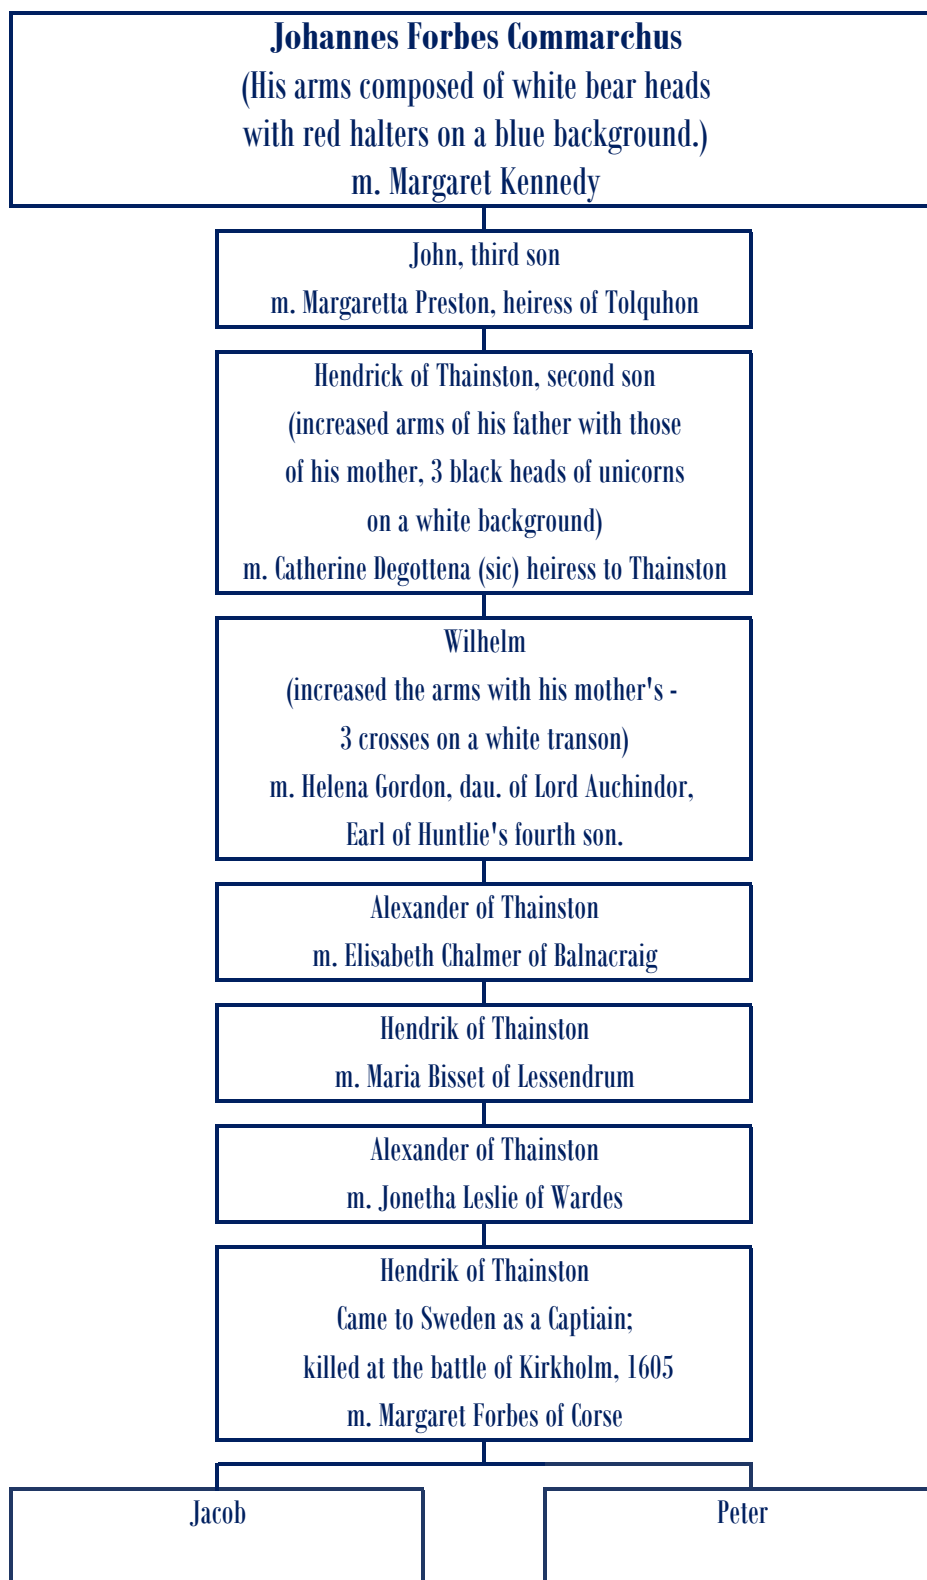 Johannes Forbes Commarchus
(His arms composed of white bear heads
with red halters on a blue background.)
m. Margaret Kennedy
John, third son
m. Margaretta Preston, heiress of Tolquhon
Hendrick of Thainston, second son
(increased arms of his father with those
of his mother, 3 black heads of unicorns
on a white background)
m. Catherine Degottena (sic) heiress to Thainston
Wilhelm
(increased the arms with his mother's -
3 crosses on a white transon)
m. Helena Gordon, dau. of Lord Auchindor,
Earl of Huntlie's fourth son.
Alexander of Thainston
m. Elisabeth Chalmer of Balnacraig
Hendrik of Thainston
m. Maria Bisset of Lessendrum
Alexander of Thainston
m. Jonetha Leslie of Wardes
Hendrik of Thainston
Came to Sweden as a Captiain;
killed at the battle of Kirkholm, 1605
m. Margaret Forbes of Corse
Jacob
Peter